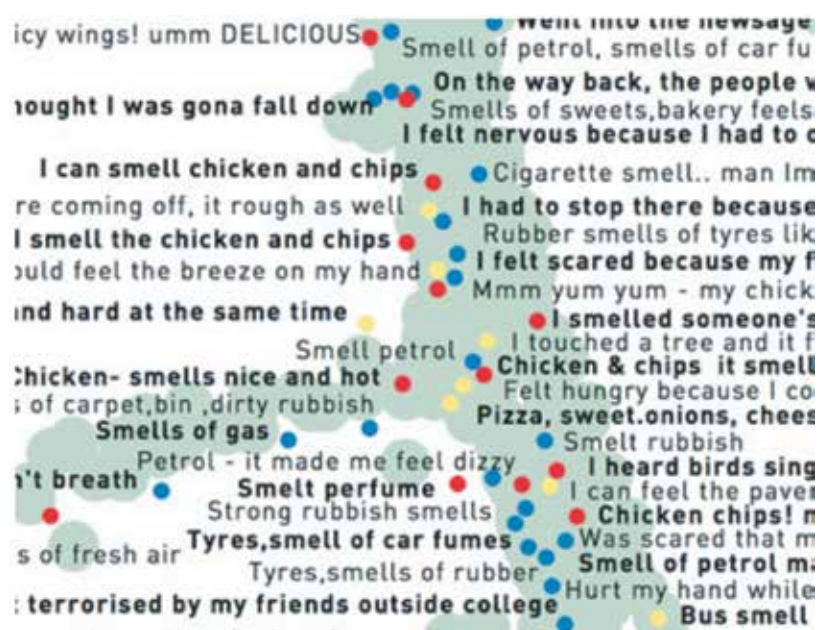 icy wings! umm DELICIOUS
Went into the newsage
Smell of petrol, smells of car fu
On the way back, the people w
hought I was gona fall down
Smells of sweets,bakery feels
I felt nervous because I had to c
I can smell chicken and chips
Cigarette smell.. man Im
re coming off, it rough as well
I had to stop there because
I smell the chicken and chips
Rubber smells of tyres lik
ould feel the breeze on my hand
I felt scared because my f
Mmm yum yum - my chick
and hard at the same time
I smelled someone's
Smell petrol
I touched a tree and it f
Chicken- smells nice and hot
Chicken & chips it smell
s of carpet,bin ,dirty rubbish
Felt hungry because I co
Smells of gas
Pizza, sweet.onions, chees
Smelt rubbish
Petrol - it made me feel dizzy
I heard birds sing
n't breath
Smelt perfume
I can feel the paver
Strong rubbish smells
Chicken chips! m
Tyres,smell of car fumes
Was scared that m
s of fresh air
Smell of petrol ma
Tyres,smells of rubber
Hurt my hand while
t terrorised by my friends outside college
Bus smell